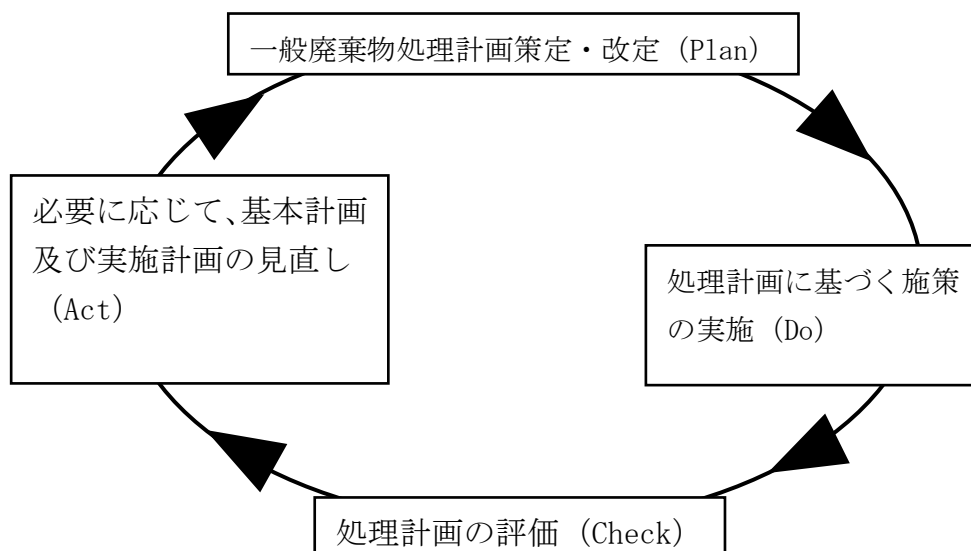 一般廃棄物処理計画策定・改定（Plan）
必要に応じて、基本計画
及び実施計画の見直し
（Act）
処理計画に基づく施策
の実施（Do）
処理計画の評価（Check）